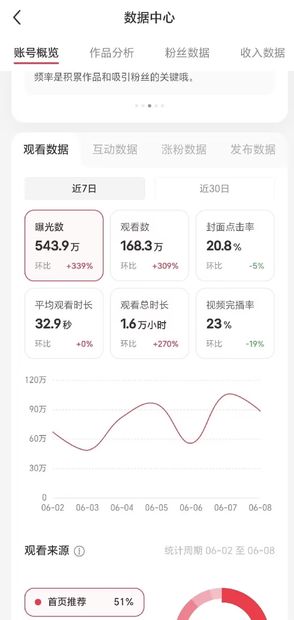 数据中心
账号概览 作品分析 粉丝数据 收入数据
频率是积累作品和吸引粉丝的关键哦。
观看数据 互动数据 涨粉数据 发布数据
近7日 近30日
曝光数 观看数 封面点击率
543.9万 168.3万 20.8%
环比 +339% 环比 +309% 环比 -5%
平均观看时长 观看总时长 视频完播率
32.9秒 1.6万小时 23%
环比 +0% 环比 +270% 环比 -19%
120万
90万
60万
30万
0
06-02 06-03 06-04 06-05 06-06 06-07 06-08
观看来源 统计周期 06-02 至 06-08
首页推荐 51%